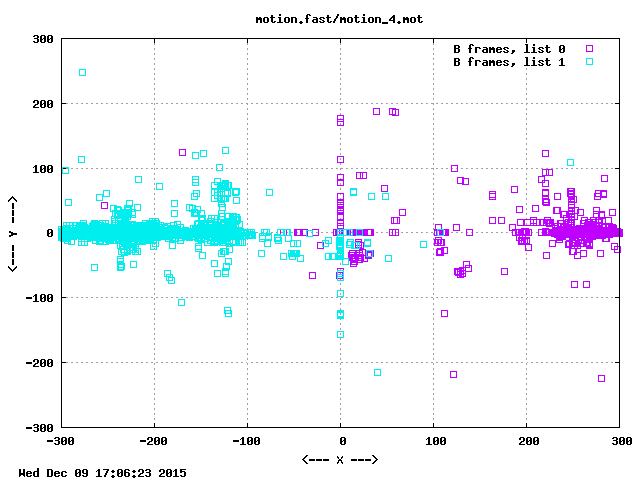 motion.fast/motion_4.mot
B frames, list 0
B frames, list 1
300
200
100
0
-100
-200
-300
<--- Y --->
-300 -200 -100 0 100 200 300
<--- X --->
Wed Dec 09 17:06:23 2015